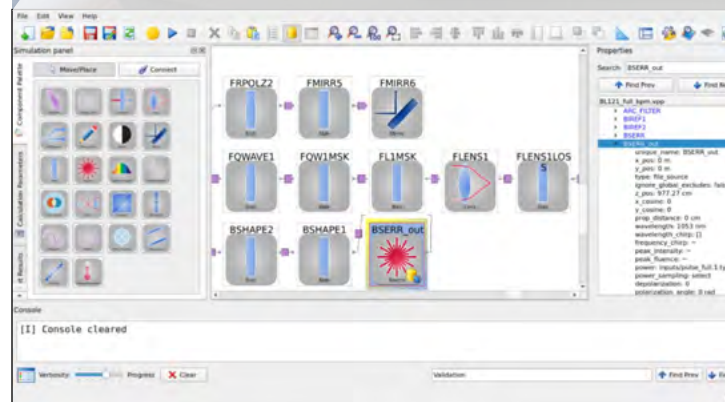 File Edit View Help
Simulation panel
Properties
Move/Place
Connect
Search: BSERR_out
Find Prev
Component Palette
Calculation Parameters
FRPOLZ2
FMIRR5
FMIRR6
BL121_full_kpm.vpp
ARC_FILTER
BIREF1
BIREF2
BSERR
BSERR_out
unique_name: BSERR_out
x_pos: 0 m
y_pos: 0 m
type: file_source
z_pos: 977.27 cm
x_cosine: 0
y_cosine: 0
prop_distance: 0 cm
wavelength: 1053 nm
wavelength_chirp: []
frequency_chirp: ~
peak_intensity: ~
peak_fluence: ~
power_sampling: select
depolarization: 0
polarization_angle: 0 rad
FQWAVE1
FQW1MSK
FL1MSK
FLENS1
FLENS1LOS
S
BSHAPE2
BSHAPE1
BSERR_out
Console
[I] Console cleared
Verbosity:
Progress
Clear
Validation
Find Prev